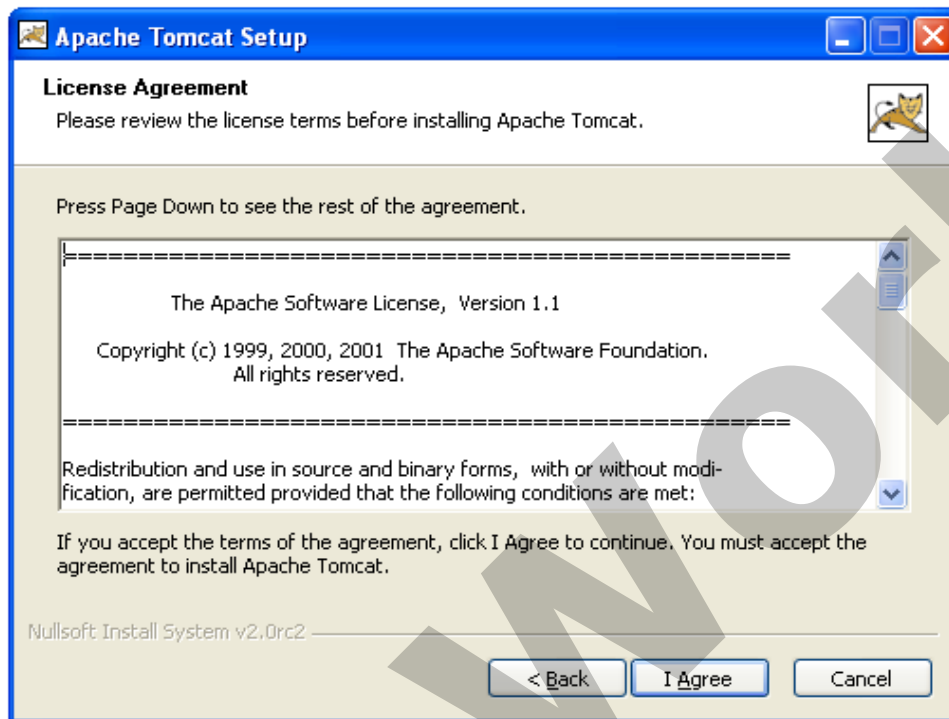 Apache Tomcat Setup
License Agreement
Please review the license terms before installing Apache Tomcat.
Press Page Down to see the rest of the agreement.
==================================================
The Apache Software License,  Version 1.1
Copyright (c) 1999, 2000, 2001  The Apache Software Foundation.
All rights reserved.
==================================================
Redistribution and use in source and binary forms,  with or without modi-
fication, are permitted provided that the following conditions are met:
If you accept the terms of the agreement, click I Agree to continue. You must accept the
agreement to install Apache Tomcat.
Nullsoft Install System v2.0rc2
< Back
I Agree
Cancel